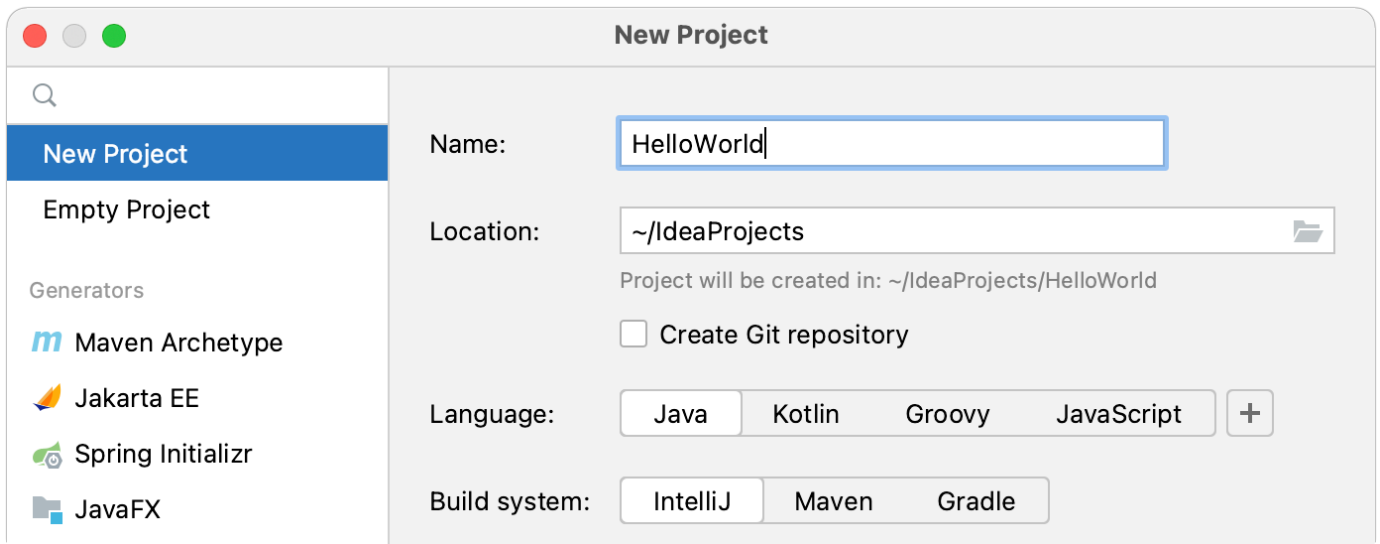 New Project
New Project
Empty Project
Generators
Maven Archetype
Jakarta EE
Spring Initializr
JavaFX
Name:
HelloWorld
Location:
~/IdeaProjects
Project will be created in: ~/IdeaProjects/HelloWorld
Create Git repository
Language:
Java Kotlin Groovy JavaScript +
Build system:
IntelliJ Maven Gradle